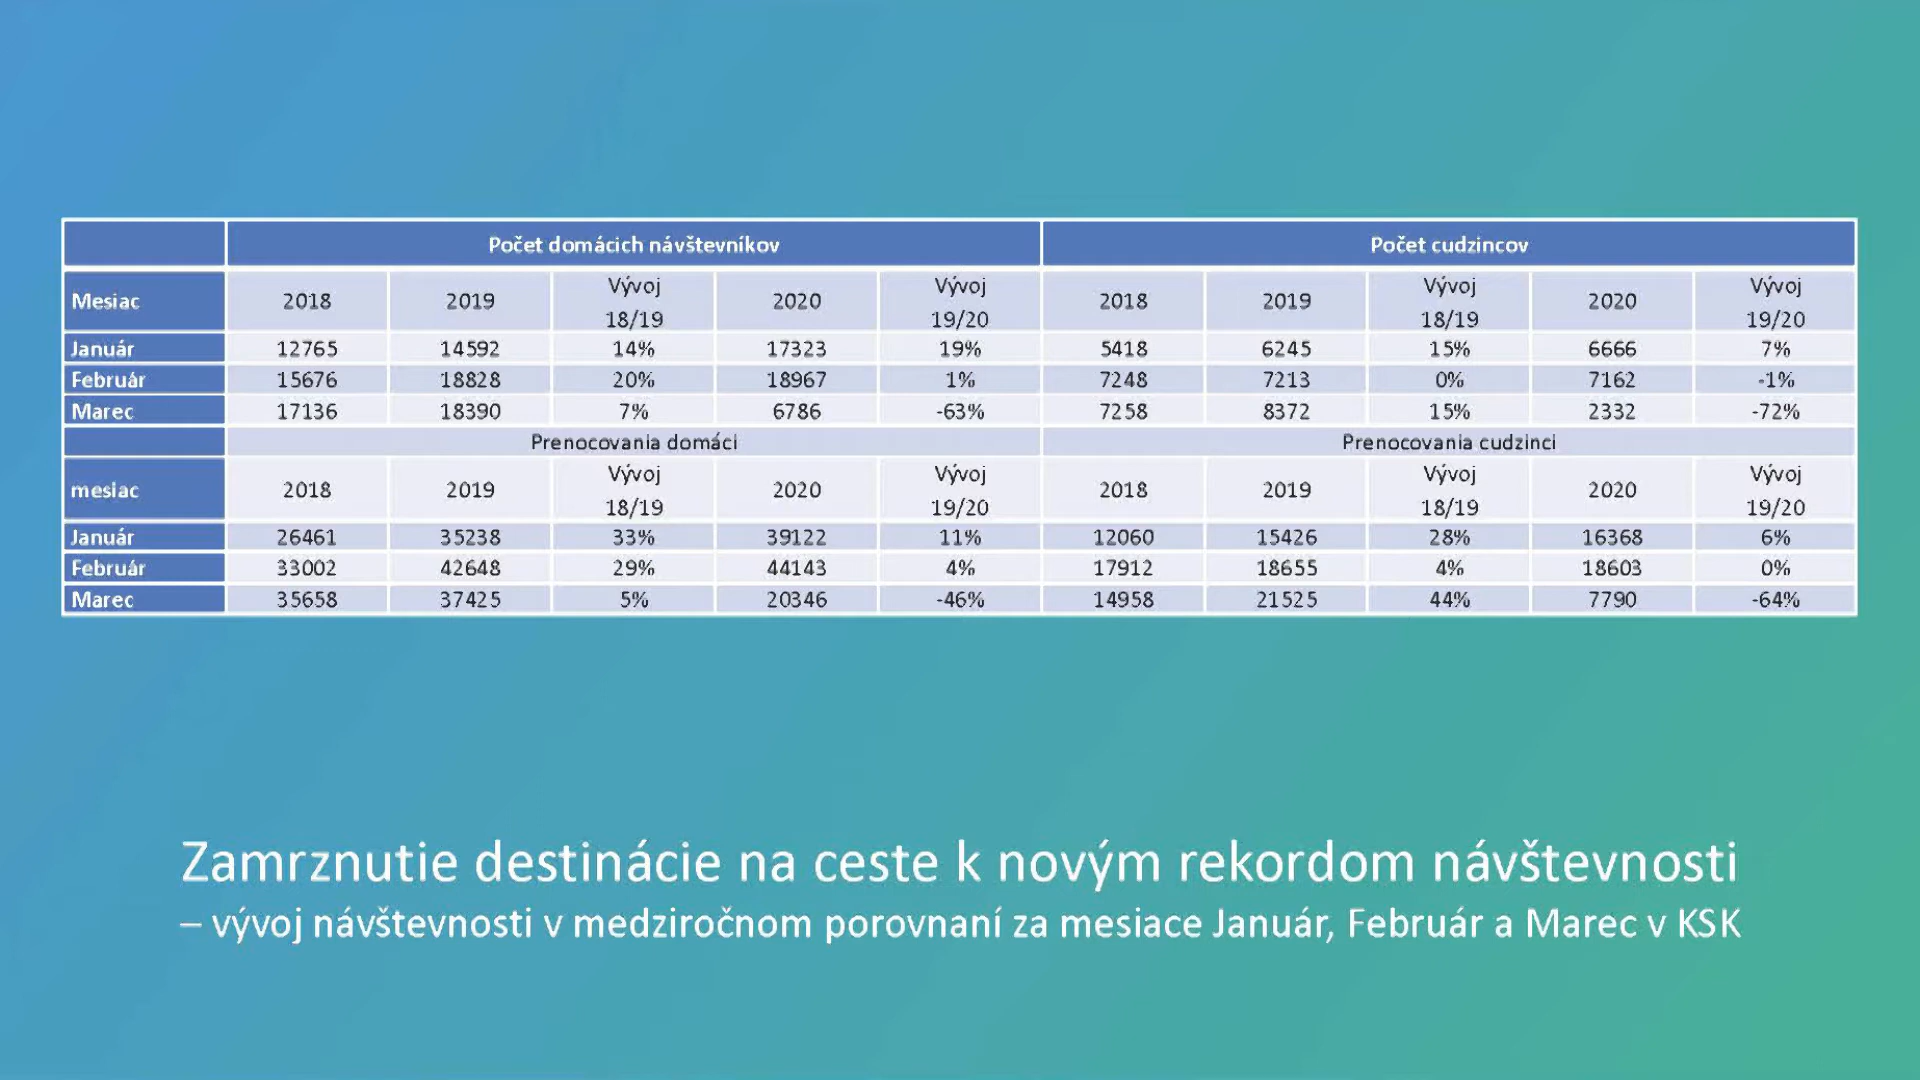 Počet domácich návštevníkov Počet cudzincov
Mesiac 2018 2019 Vývoj 18/19 2020 Vývoj 19/20 2018 2019 Vývoj 18/19 2020 Vývoj 19/20
Január 12765 14592 14% 17323 19% 5418 6245 15% 6666 7%
Február 15676 18828 20% 18967 1% 7248 7213 0% 7162 -1%
Marec 17136 18390 7% 6786 -63% 7258 8372 15% 2332 -72%
Prenocovania domáci Prenocovania cudzinci
mesiac 2018 2019 Vývoj 18/19 2020 Vývoj 19/20 2018 2019 Vývoj 18/19 2020 Vývoj 19/20
Január 26461 35238 33% 39122 11% 12060 15426 28% 16368 6%
Február 33002 42648 29% 44143 4% 17912 18655 4% 18603 0%
Marec 35658 37425 5% 20346 -46% 14958 21525 44% 7790 -64%
Zamrznutie destinácie na ceste k novým rekordom návštevnosti
– vývoj návštevnosti v medziročnom porovnaní za mesiace Január, Február a Marec v KSK